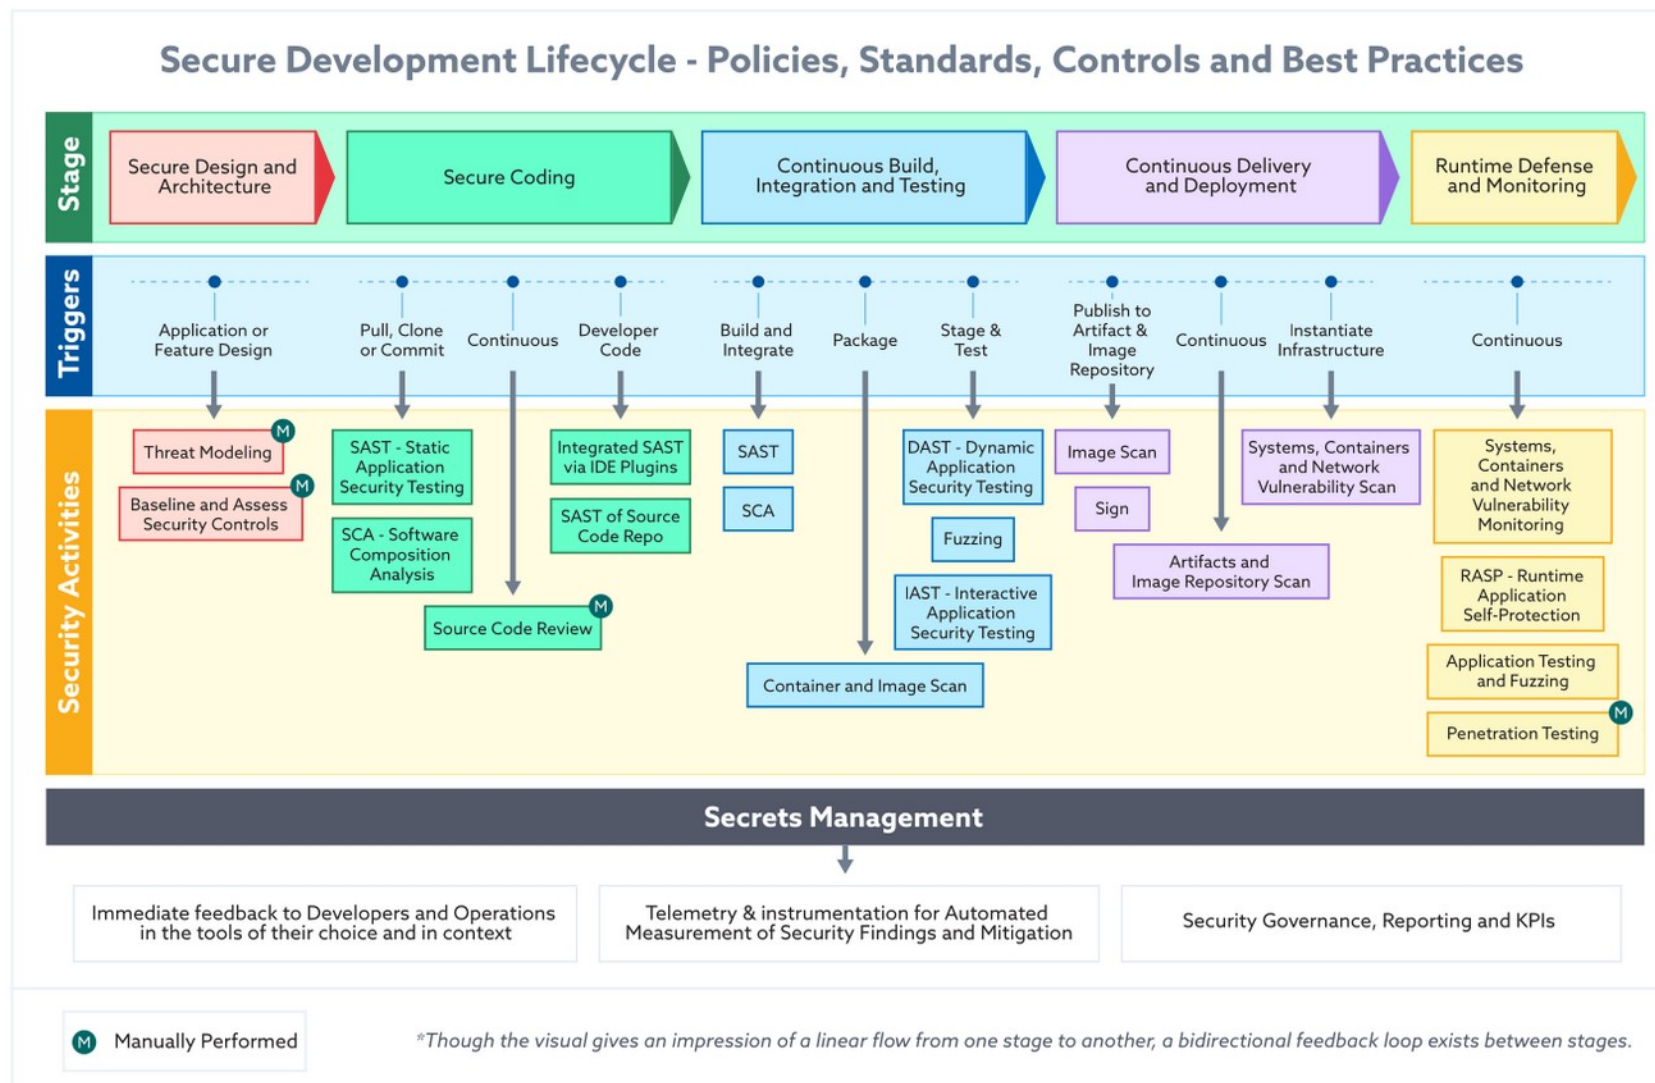 Secure Development Lifecycle - Policies, Standards, Controls and Best Practices
Stage
Secure Design and
Architecture
Secure Coding
Continuous Build,
Integration and Testing
Continuous Delivery
and Deployment
Runtime Defense
and Monitoring
Triggers
Application or
Feature Design
Pull, Clone
or Commit
Continuous
Developer
Code
Build and
Integrate
Package
Stage &
Test
Publish to
Artifact &
Image
Repository
Continuous
Instantiate
Infrastructure
Continuous
Security Activities
Threat Modeling
M
Baseline and Assess
Security Controls
M
SAST - Static
Application
Security Testing
SCA - Software
Composition
Analysis
Source Code Review
M
Integrated SAST
via IDE Plugins
SAST of Source
Code Repo
SAST
SCA
Container and Image Scan
DAST - Dynamic
Application
Security Testing
Fuzzing
IAST - Interactive
Application
Security Testing
Image Scan
Sign
Artifacts and
Image Repository Scan
Systems, Containers
and Network
Vulnerability Scan
Systems,
Containers
and Network
Vulnerability
Monitoring
RASP - Runtime
Application
Self-Protection
Application Testing
and Fuzzing
Penetration Testing
M
Secrets Management
Immediate feedback to Developers and Operations
in the tools of their choice and in context
Telemetry & instrumentation for Automated
Measurement of Security Findings and Mitigation
Security Governance, Reporting and KPIs
M Manually Performed
*Though the visual gives an impression of a linear flow from one stage to another, a bidirectional feedback loop exists between stages.